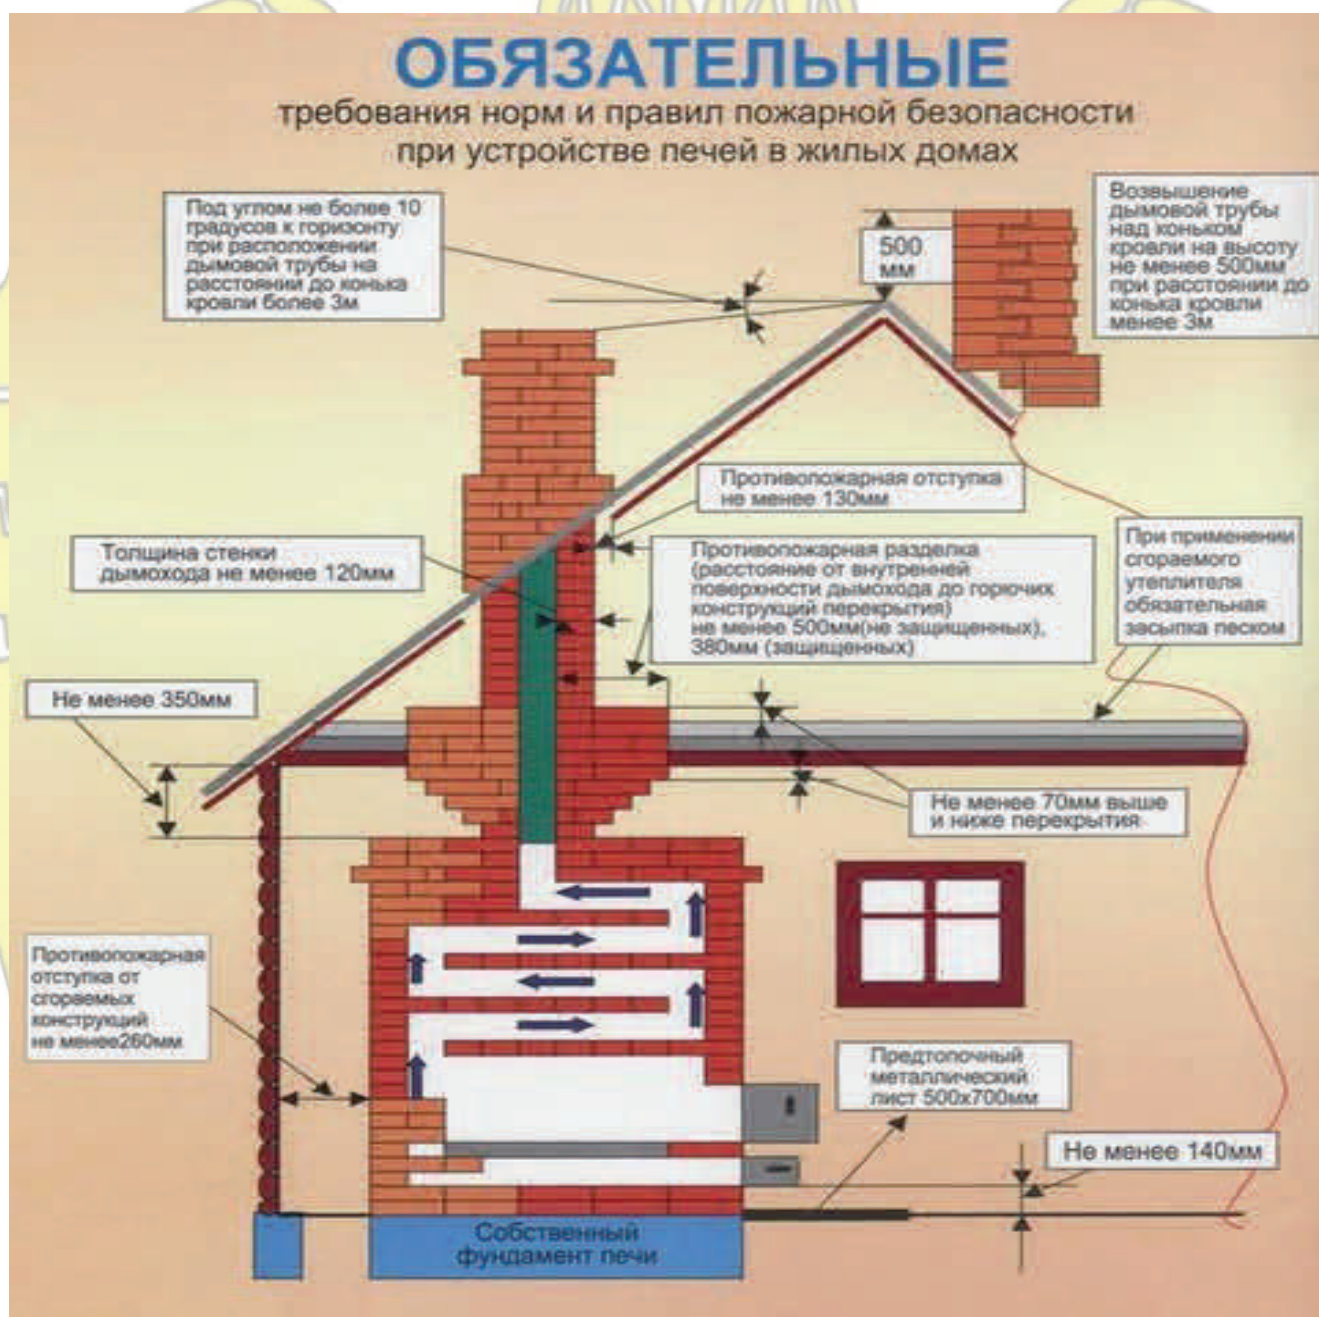 ОБЯЗАТЕЛЬНЫЕ
требования норм и правил пожарной безопасности
при устройстве печей в жилых домах
Под углом не более 10
градусов к горизонту
при расположении
дымовой трубы на
расстоянии до конька
кровли более 3м
500
мм
Возвышение
дымовой трубы
над коньком
кровли на высоту
не менее 500мм
при расстоянии до
конька кровли
менее 3м
Противопожарная отступка
не менее 130мм
Толщина стенки
дымохода не менее 120мм
Противопожарная разделка
(расстояние от внутренней
поверхности дымохода до горючих
конструкций перекрытия)
не менее 500мм(не защищенных),
380мм (защищенных)
При применении
сгораемого
утеплителя
обязательная
засыпка песком
Не менее 350мм
Не менее 70мм выше
и ниже перекрытия
Противопожарная
отступка от
сгораемых
конструкций
не менее260мм
Предтопочный
металлический
лист 500х700мм
Не менее 140мм
Собственный
фундамент печи